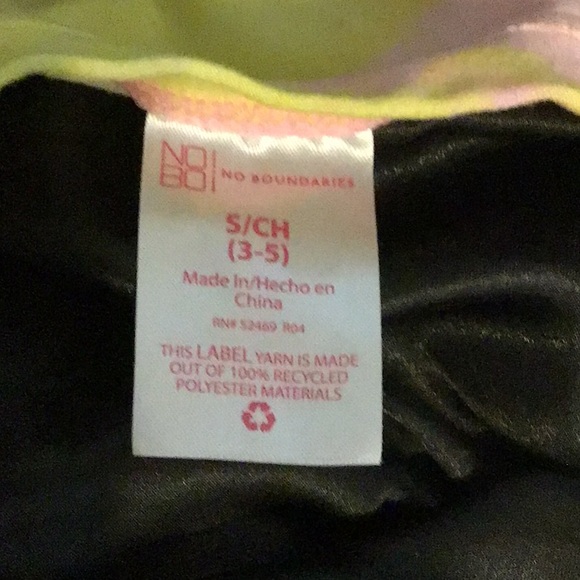 NO
BO
NO BOUNDARIES
S/CH
(3-5)
Made In/Hecho en
China
RN# 52469 R04
THIS LABEL YARN IS MADE
OUT OF 100% RECYCLED
POLYESTER MATERIALS